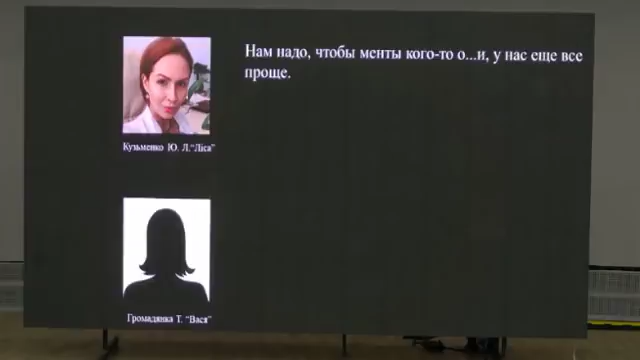 Нам надо, чтобы менты кого-то о...и, у нас еще все
проще.
Кузьменко Ю. Л."Ліса"
Громадянка Т. "Вася"